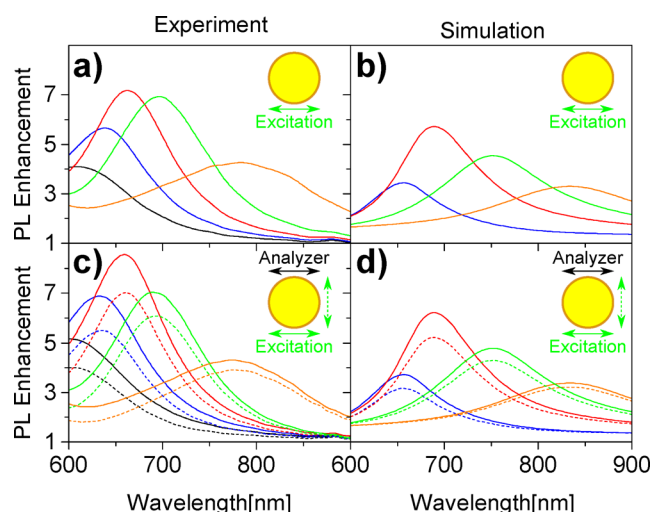 Experiment Simulation
a) b)
Excitation Excitation
PL Enhancement
7
5
3
1
c) d)
Analyzer Analyzer
Excitation Excitation
PL Enhancement
7
5
3
1
600 700 800 600 700 800 900
Wavelength[nm] Wavelength[nm]